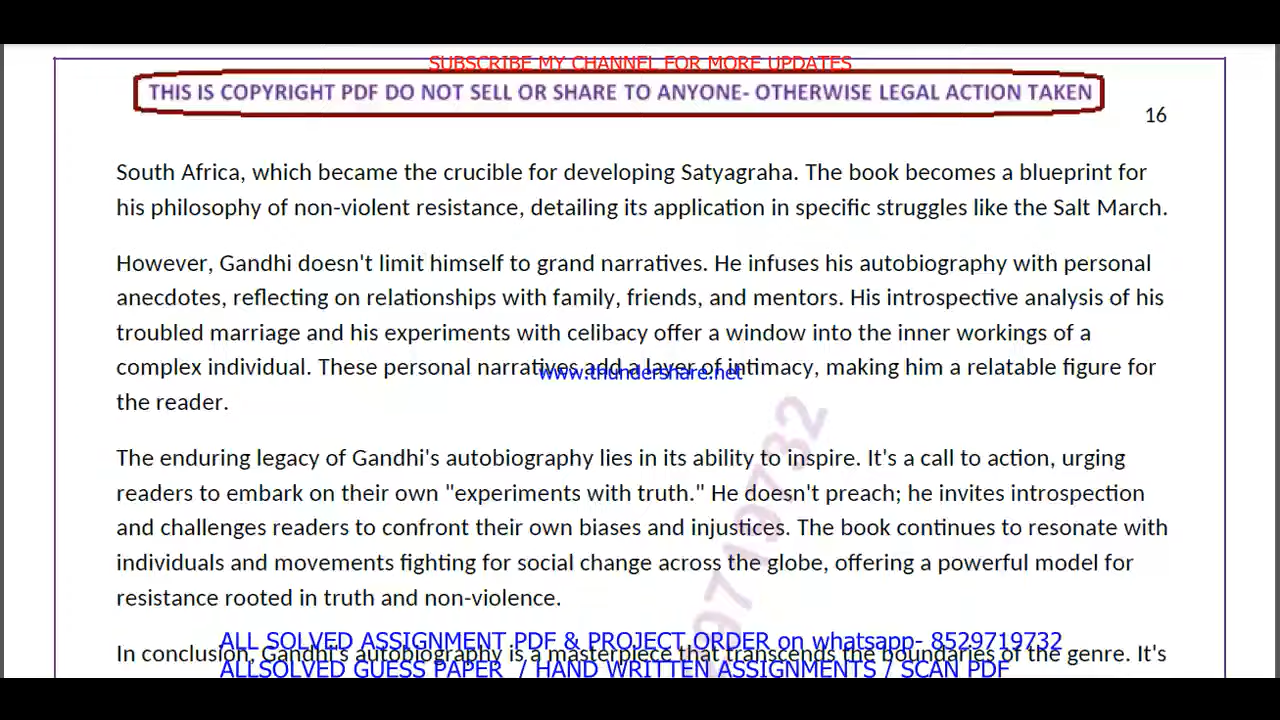 SUBSCRIBE MY CHANNEL FOR MORE UPDATES
THIS IS COPYRIGHT PDF DO NOT SELL OR SHARE TO ANYONE- OTHERWISE LEGAL ACTION TAKEN
16
South Africa, which became the crucible for developing Satyagraha. The book becomes a blueprint for
his philosophy of non-violent resistance, detailing its application in specific struggles like the Salt March.
However, Gandhi doesn't limit himself to grand narratives. He infuses his autobiography with personal
anecdotes, reflecting on relationships with family, friends, and mentors. His introspective analysis of his
troubled marriage and his experiments with celibacy offer a window into the inner workings of a
complex individual. These personal narratives add a layer of intimacy, making him a relatable figure for
www.thundershare.net
the reader.
The enduring legacy of Gandhi's autobiography lies in its ability to inspire. It's a call to action, urging
readers to embark on their own "experiments with truth." He doesn't preach; he invites introspection
and challenges readers to confront their own biases and injustices. The book continues to resonate with
individuals and movements fighting for social change across the globe, offering a powerful model for
resistance rooted in truth and non-violence.
9719732
ALL SOLVED ASSIGNMENT PDF & PROJECT ORDER on whatsapp- 8529719732
In conclusion, Gandhi's autobiography is a masterpiece that transcends the boundaries of the genre. It's
ALLSOLVED GUESS PAPER / HAND WRITTEN ASSIGNMENTS / SCAN PDF